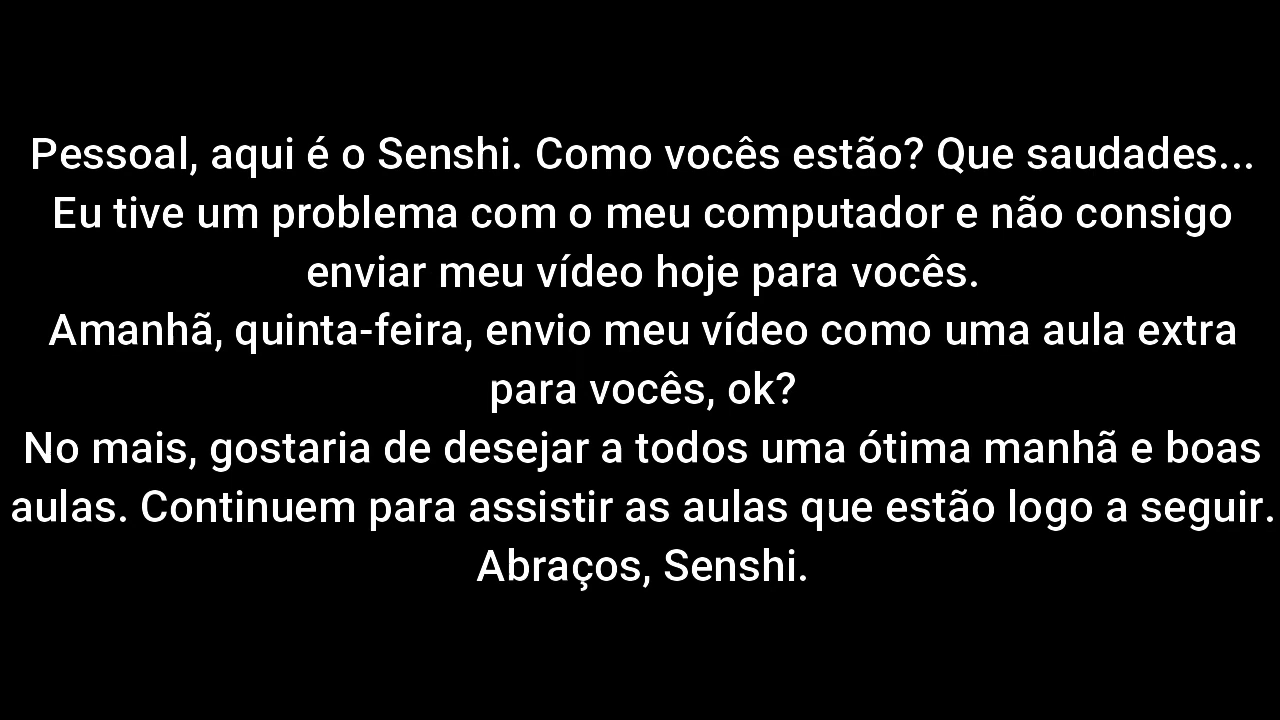 Pessoal, aqui é o Senshi. Como vocês estão? Que saudades...
Eu tive um problema com o meu computador e não consigo
enviar meu vídeo hoje para vocês.
Amanhã, quinta-feira, envio meu vídeo como uma aula extra
para vocês, ok?
No mais, gostaria de desejar a todos uma ótima manhã e boas
aulas. Continuem para assistir as aulas que estão logo a seguir.
Abraços, Senshi.